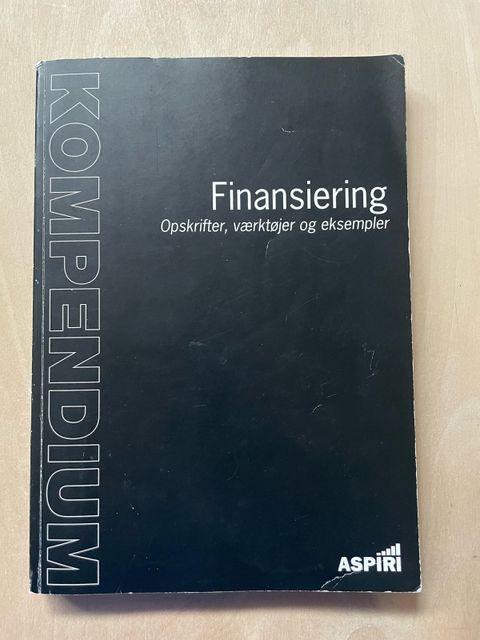 KOMPENDIUM
Finansiering
Opskrifter, værktøjer og eksempler
ASPIRI